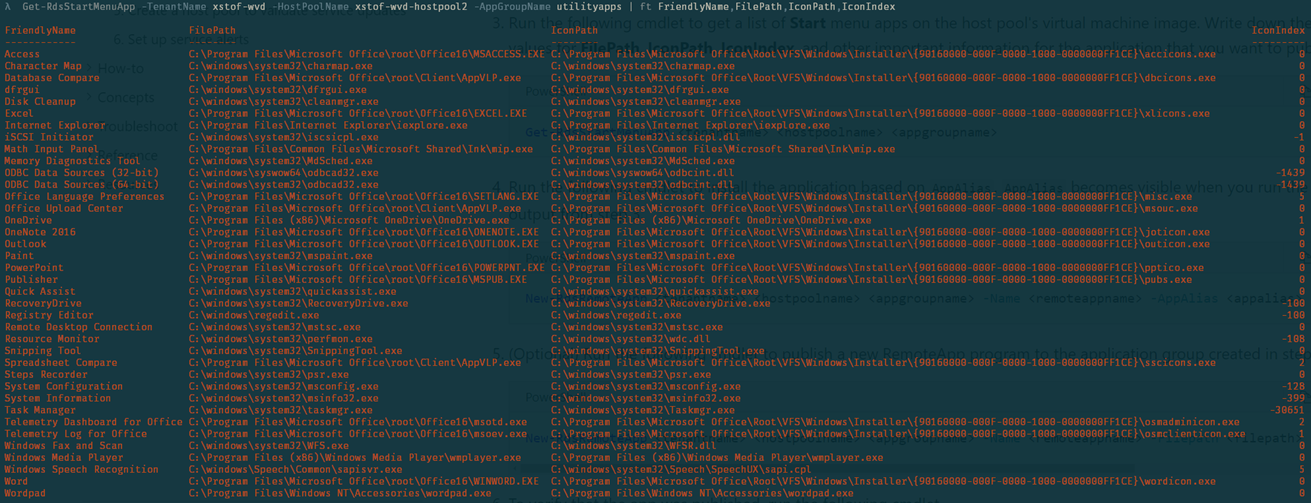 λ Get-RdsStartMenuApp -TenantName xstof-wvd -HostPoolName xstof-wvd-hostpool2 -AppGroupName utilityapps | ft FriendlyName,FilePath,IconPath,IconIndex
FriendlyName FilePath IconPath IconIndex
------------ -------- -------- ---------
Access C:\Program Files\Microsoft Office\root\Office16\MSACCESS.EXE C:\Program Files\Microsoft Office\Root\VFS\Windows\Installer\{90160000-000F-0000-1000-0000000FF1CE}\accicons.exe 0
Character Map C:\windows\system32\charmap.exe C:\windows\system32\charmap.exe 0
Database Compare C:\Program Files\Microsoft Office\root\Client\AppVLP.exe C:\Program Files\Microsoft Office\Root\VFS\Windows\Installer\{90160000-000F-0000-1000-0000000FF1CE}\dbcicons.exe 0
dfrgui C:\windows\system32\dfrgui.exe C:\windows\system32\dfrgui.exe 0
Disk Cleanup C:\windows\system32\cleanmgr.exe C:\windows\system32\cleanmgr.exe 0
Excel C:\Program Files\Microsoft Office\root\Office16\EXCEL.EXE C:\Program Files\Microsoft Office\Root\VFS\Windows\Installer\{90160000-000F-0000-1000-0000000FF1CE}\xlicons.exe 0
Internet Explorer C:\Program Files\Internet Explorer\iexplore.exe C:\Program Files\Internet Explorer\iexplore.exe 0
iSCSI Initiator C:\windows\system32\iscsicpl.exe C:\windows\system32\iscsicpl.dll -1
Math Input Panel C:\Program Files\Common Files\Microsoft Shared\Ink\mip.exe C:\Program Files\Common Files\Microsoft Shared\Ink\mip.exe 0
Memory Diagnostics Tool C:\windows\system32\MdSched.exe C:\windows\system32\MdSched.exe 0
ODBC Data Sources (32-bit) C:\windows\syswow64\odbcad32.exe C:\windows\syswow64\odbcint.dll -1439
ODBC Data Sources (64-bit) C:\windows\system32\odbcad32.exe C:\windows\system32\odbcint.dll -1439
Office Language Preferences C:\Program Files\Microsoft Office\root\Office16\SETLANG.EXE C:\Program Files\Microsoft Office\Root\VFS\Windows\Installer\{90160000-000F-0000-1000-0000000FF1CE}\misc.exe 5
Office Upload Center C:\Program Files\Microsoft Office\root\Client\AppVLP.exe C:\Program Files\Microsoft Office\Root\VFS\Windows\Installer\{90160000-000F-0000-1000-0000000FF1CE}\msouc.exe 0
OneDrive C:\Program Files (x86)\Microsoft OneDrive\OneDrive.exe C:\Program Files (x86)\Microsoft OneDrive\OneDrive.exe 1
OneNote 2016 C:\Program Files\Microsoft Office\root\Office16\ONENOTE.EXE C:\Program Files\Microsoft Office\Root\VFS\Windows\Installer\{90160000-000F-0000-1000-0000000FF1CE}\joticon.exe 0
Outlook C:\Program Files\Microsoft Office\root\Office16\OUTLOOK.EXE C:\Program Files\Microsoft Office\Root\VFS\Windows\Installer\{90160000-000F-0000-1000-0000000FF1CE}\outicon.exe 0
Paint C:\windows\system32\mspaint.exe C:\windows\system32\mspaint.exe 0
PowerPoint C:\Program Files\Microsoft Office\root\Office16\POWERPNT.EXE C:\Program Files\Microsoft Office\Root\VFS\Windows\Installer\{90160000-000F-0000-1000-0000000FF1CE}\pptico.exe 0
Publisher C:\Program Files\Microsoft Office\root\Office16\MSPUB.EXE C:\Program Files\Microsoft Office\Root\VFS\Windows\Installer\{90160000-000F-0000-1000-0000000FF1CE}\pubs.exe 0
Quick Assist C:\windows\system32\quickassist.exe C:\windows\system32\quickassist.exe 0
RecoveryDrive C:\windows\system32\RecoveryDrive.exe C:\windows\system32\RecoveryDrive.exe -100
Registry Editor C:\windows\regedit.exe C:\windows\regedit.exe -100
Remote Desktop Connection C:\windows\system32\mstsc.exe C:\windows\system32\mstsc.exe 0
Resource Monitor C:\windows\system32\perfmon.exe C:\windows\system32\wdc.dll -108
Snipping Tool C:\windows\system32\SnippingTool.exe C:\windows\system32\SnippingTool.exe 0
Spreadsheet Compare C:\Program Files\Microsoft Office\root\Client\AppVLP.exe C:\Program Files\Microsoft Office\Root\VFS\Windows\Installer\{90160000-000F-0000-1000-0000000FF1CE}\sscicons.exe 2
Steps Recorder C:\windows\system32\psr.exe C:\windows\system32\psr.exe 0
System Configuration C:\windows\system32\msconfig.exe C:\windows\system32\msconfig.exe -128
System Information C:\windows\system32\msinfo32.exe C:\windows\system32\msinfo32.exe -399
Task Manager C:\windows\system32\taskmgr.exe C:\windows\system32\Taskmgr.exe -30651
Telemetry Dashboard for Office C:\Program Files\Microsoft Office\root\Office16\msotd.exe C:\Program Files\Microsoft Office\Root\VFS\Windows\Installer\{90160000-000F-0000-1000-0000000FF1CE}\osmadminicon.exe 2
Telemetry Log for Office C:\Program Files\Microsoft Office\root\Office16\msoev.exe C:\Program Files\Microsoft Office\Root\VFS\Windows\Installer\{90160000-000F-0000-1000-0000000FF1CE}\osmclienticon.exe 1
Windows Fax and Scan C:\windows\system32\WFS.exe C:\windows\system32\WFSR.dll 0
Windows Media Player C:\Program Files (x86)\Windows Media Player\wmplayer.exe C:\Program Files (x86)\Windows Media Player\wmplayer.exe 0
Windows Speech Recognition C:\windows\Speech\Common\sapisvr.exe C:\windows\system32\Speech\SpeechUX\sapi.cpl 5
Word C:\Program Files\Microsoft Office\root\Office16\WINWORD.EXE C:\Program Files\Microsoft Office\Root\VFS\Windows\Installer\{90160000-000F-0000-1000-0000000FF1CE}\wordicon.exe 0
Wordpad C:\Program Files\Windows NT\Accessories\wordpad.exe C:\Program Files\Windows NT\Accessories\wordpad.exe 0